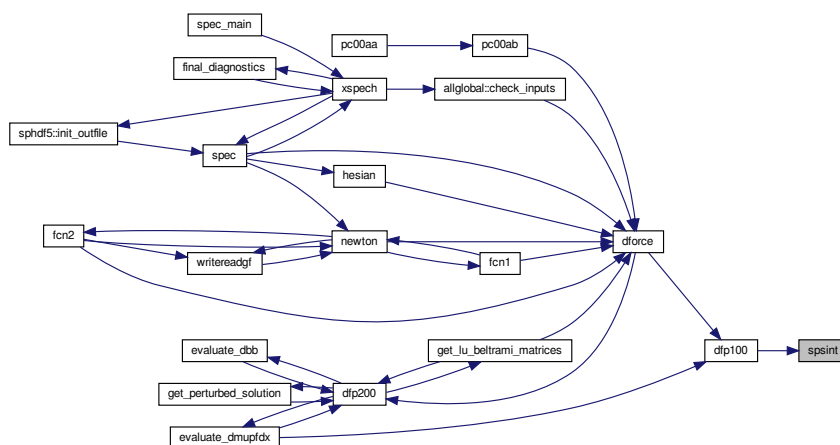 spec_main
pc00aa
pc00ab
final_diagnostics
xspech
allglobal::check_inputs
sphdf5::init_outfile
spec
hesian
fcn2
newton
dforce
writereadgf
fcn1
evaluate_dbb
get_lu_beltrami_matrices
dfp100
spsint
get_perturbed_solution
dfp200
evaluate_dmupfdx